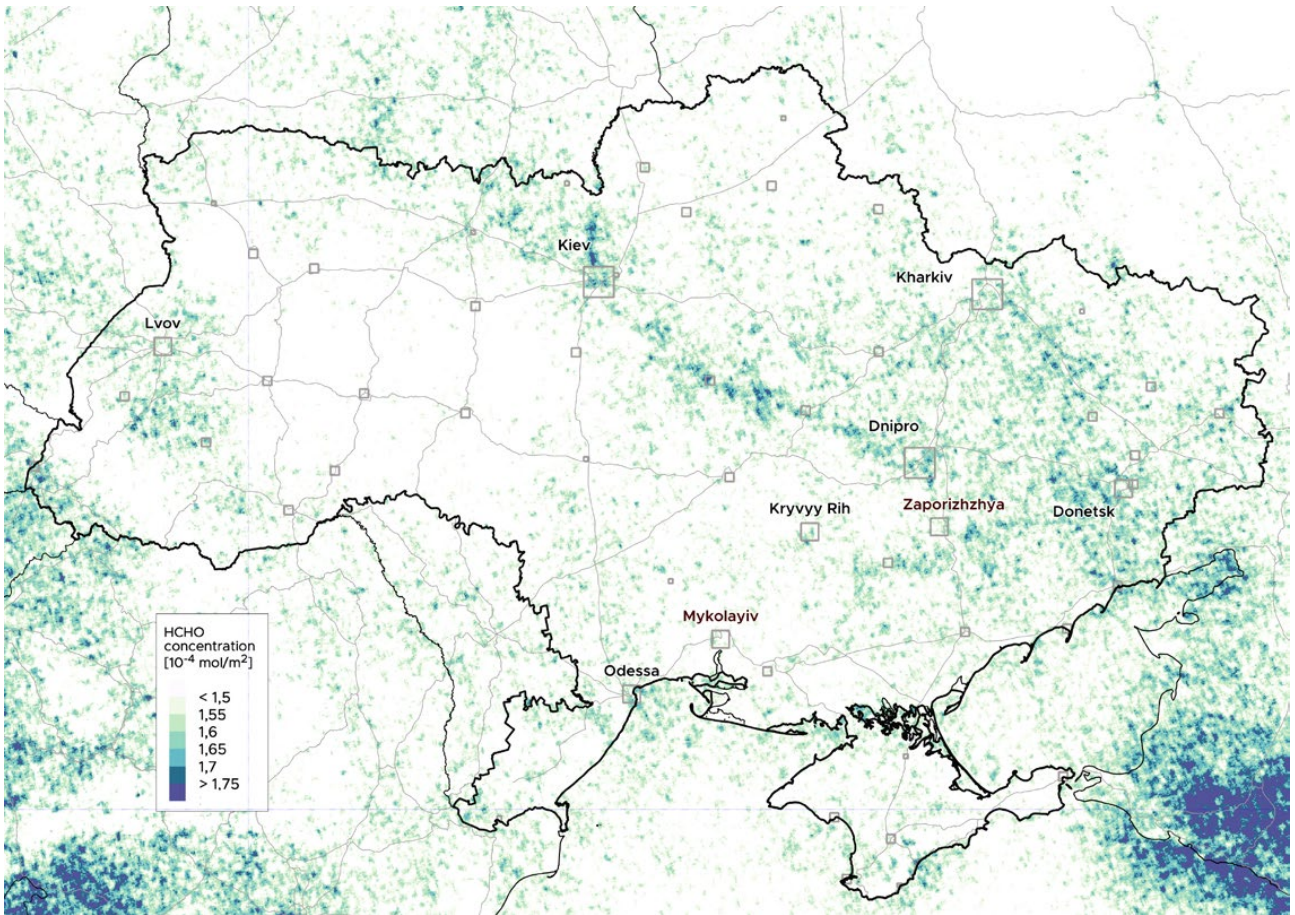 Kiev
Kharkiv
Lvov
Dnipro
Kryvyy Rih
Zaporizhzhya
Donetsk
Mykolayiv
Odessa
HCHO
concentration
[10⁻⁴ mol/m²]
< 1,5
1,55
1,6
1,65
1,7
> 1,75